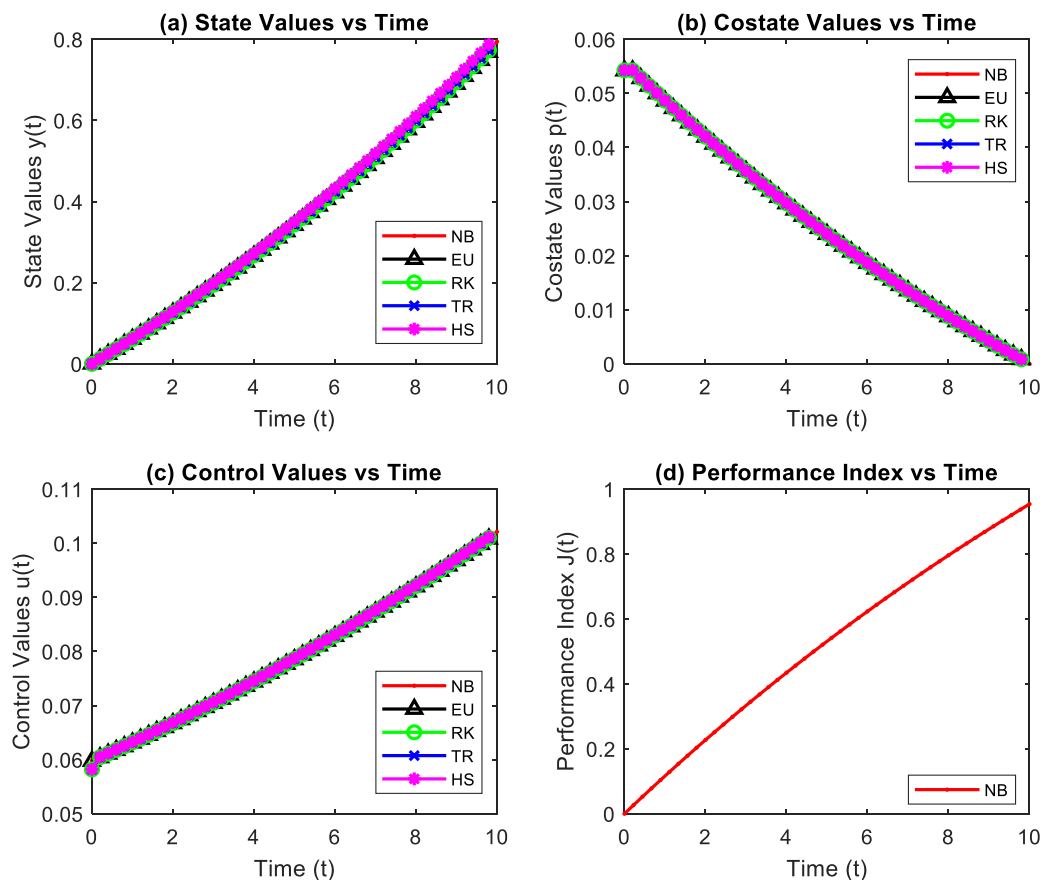 (a) State Values vs Time
State Values y(t)
0.8
0.6
0.4
0.2
0
0 2 4 6 8 10
Time (t)
NB
EU
RK
TR
HS
(b) Costate Values vs Time
Costate Values p(t)
0.06
0.05
0.04
0.03
0.02
0.01
0
0 2 4 6 8 10
Time (t)
NB
EU
RK
TR
HS
(c) Control Values vs Time
Control Values u(t)
0.11
0.1
0.09
0.08
0.07
0.06
0.05
0 2 4 6 8 10
Time (t)
NB
EU
RK
TR
HS
(d) Performance Index vs Time
Performance Index J(t)
1
0.8
0.6
0.4
0.2
0
0 2 4 6 8 10
Time (t)
NB